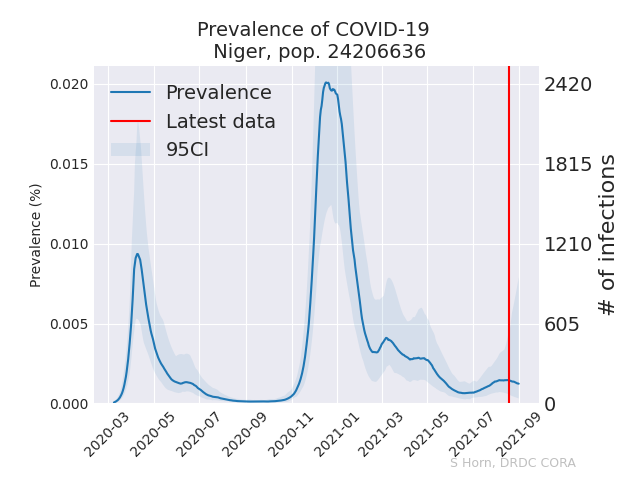 Prevalence of COVID-19
Niger, pop. 24206636
Prevalence
Latest data
95CI
Prevalence (%)
0.020
0.015
0.010
0.005
0.000
2420
1815
1210
605
0
# of infections
2020-03
2020-05
2020-07
2020-09
2020-11
2021-01
2021-03
2021-05
2021-07
2021-09
S Horn, DRDC CORA